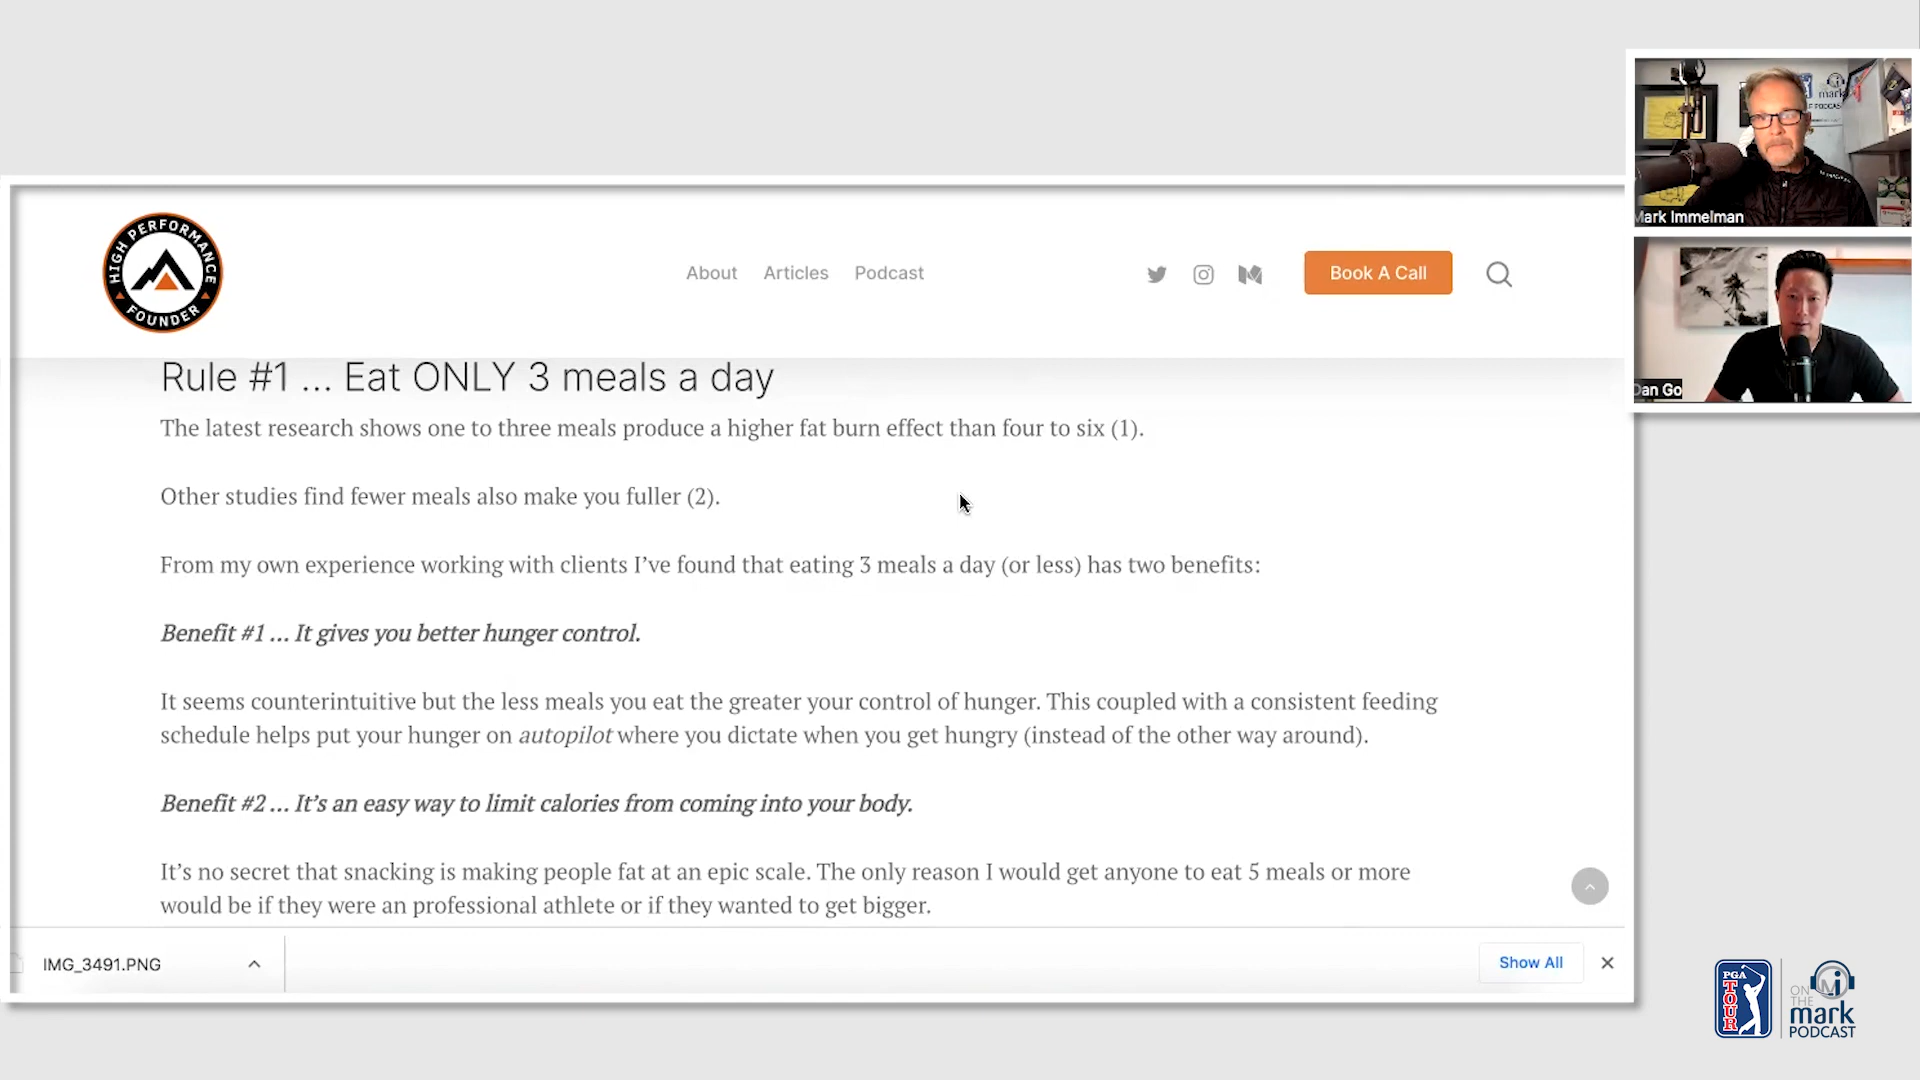 HIGH PERFORMANCE
FOUNDER
About
Articles
Podcast
Book A Call
Rule #1 … Eat ONLY 3 meals a day
The latest research shows one to three meals produce a higher fat burn effect than four to six (1).
Other studies find fewer meals also make you fuller (2).
From my own experience working with clients I’ve found that eating 3 meals a day (or less) has two benefits:
Benefit #1 … It gives you better hunger control.
It seems counterintuitive but the less meals you eat the greater your control of hunger. This coupled with a consistent feeding
schedule helps put your hunger on autopilot where you dictate when you get hungry (instead of the other way around).
Benefit #2 … It’s an easy way to limit calories from coming into your body.
It’s no secret that snacking is making people fat at an epic scale. The only reason I would get anyone to eat 5 meals or more
would be if they were an professional athlete or if they wanted to get bigger.
IMG_3491.PNG
Show All
mark
PODCAST
Mark Immelman
Dan Go
PGA
TOUR
ON
THE
mark
PODCAST